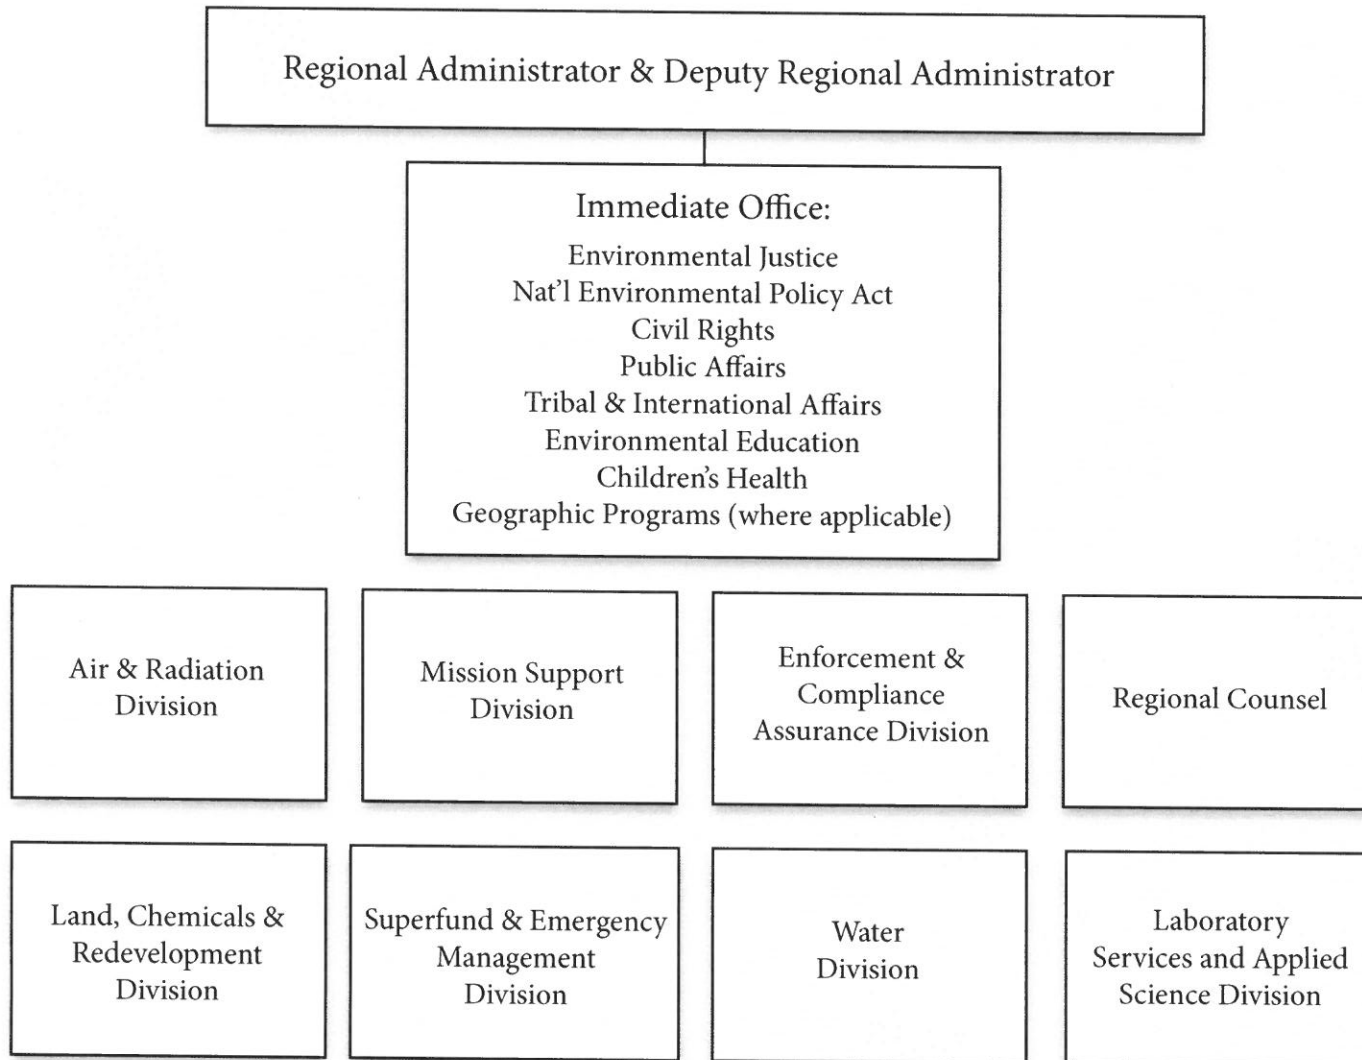 Regional Administrator & Deputy Regional Administrator
Immediate Office:
Environmental Justice
Nat’l Environmental Policy Act
Civil Rights
Public Affairs
Tribal & International Affairs
Environmental Education
Children’s Health
Geographic Programs (where applicable)
Air & Radiation
Division
Mission Support
Division
Enforcement &
Compliance
Assurance Division
Regional Counsel
Land, Chemicals &
Redevelopment
Division
Superfund & Emergency
Management
Division
Water
Division
Laboratory
Services and Applied
Science Division